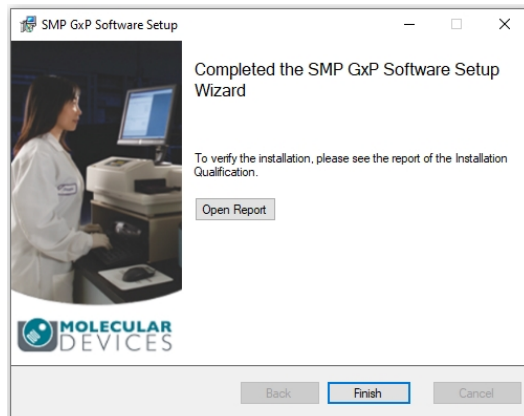 SMP GxP Software Setup
Completed the SMP GxP Software Setup
Wizard
To verify the installation, please see the report of the Installation
Qualification.
Open Report
MOLECULAR
DEVICES
Back
Finish
Cancel